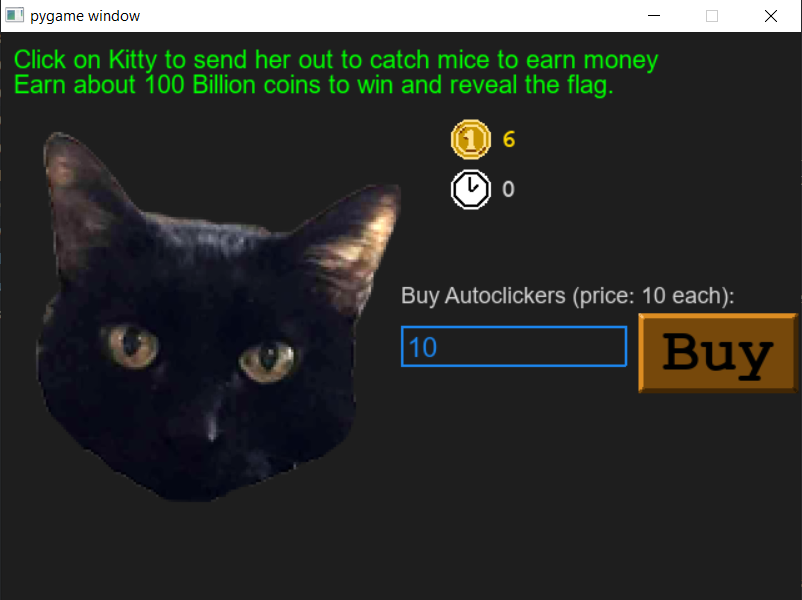 pygame window
Click on Kitty to send her out to catch mice to earn money
Earn about 100 Billion coins to win and reveal the flag.
1 6
0
Buy Autoclickers (price: 10 each):
10 Buy